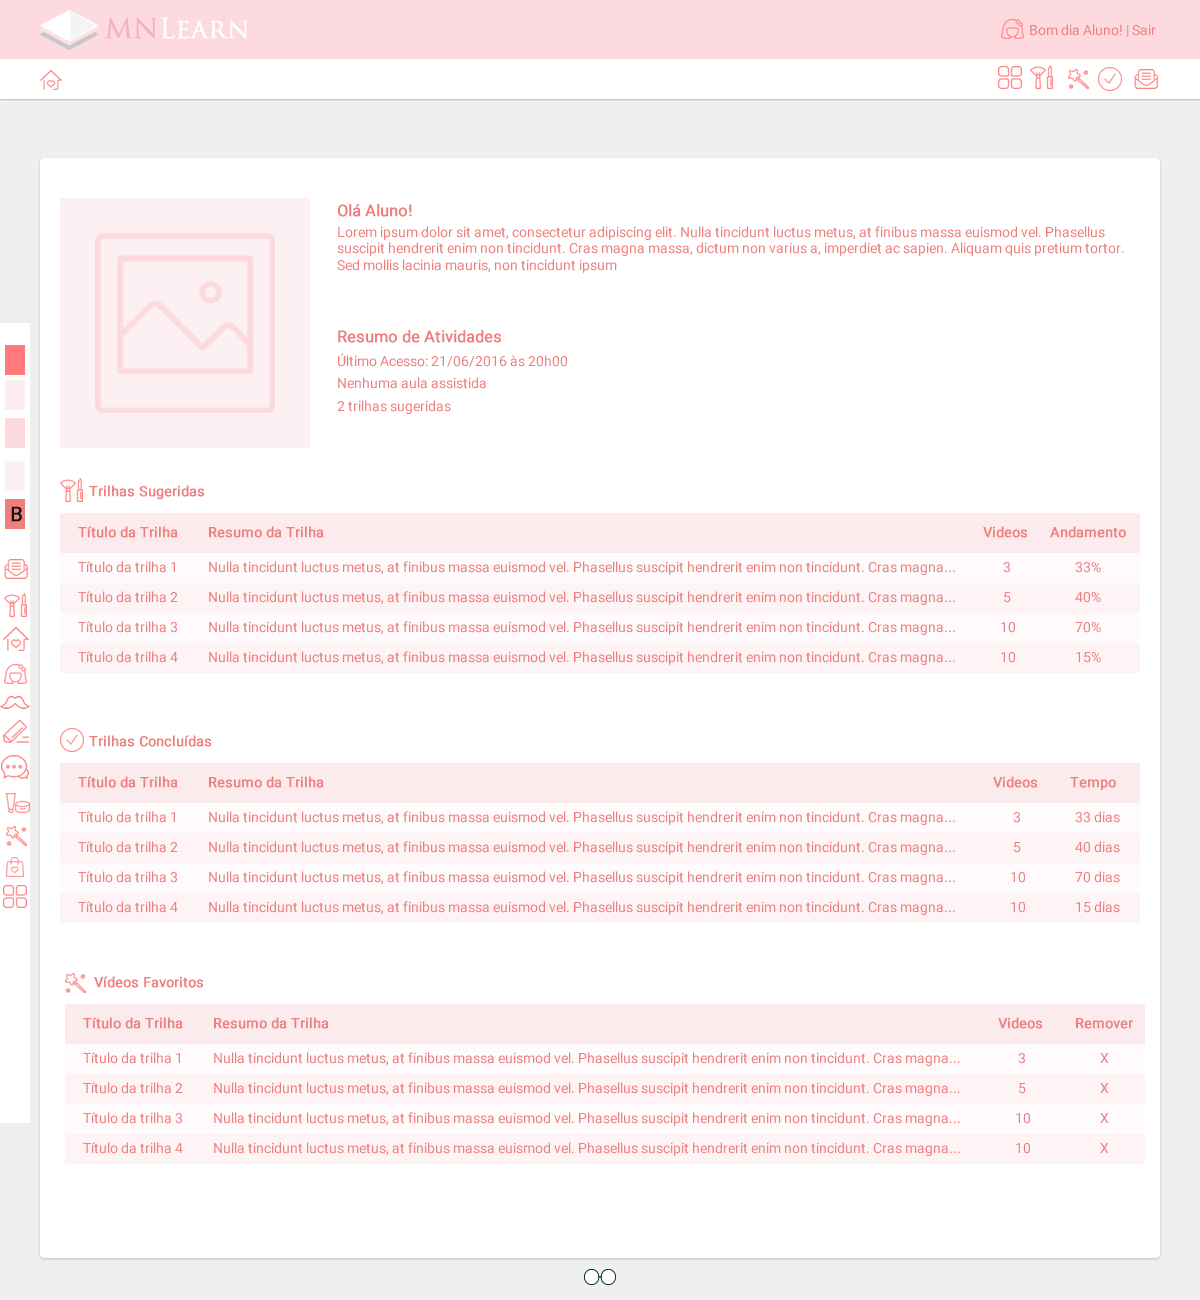 MNLEARN
Bom dia Aluno! | Sair
Olá Aluno!
Lorem ipsum dolor sit amet, consectetur adipiscing elit. Nulla tincidunt luctus metus, at finibus massa euismod vel. Phasellus
suscipit hendrerit enim non tincidunt. Cras magna massa, dictum non varius a, imperdiet ac sapien. Aliquam quis pretium tortor.
Sed mollis lacinia mauris, non tincidunt ipsum
Resumo de Atividades
Último Acesso: 21/06/2016 às 20h00
Nenhuma aula assistida
2 trilhas sugeridas
B
Trilhas Sugeridas
Título da Trilha Resumo da Trilha Videos Andamento
Título da trilha 1 Nulla tincidunt luctus metus, at finibus massa euismod vel. Phasellus suscipit hendrerit enim non tincidunt. Cras magna... 3 33%
Título da trilha 2 Nulla tincidunt luctus metus, at finibus massa euismod vel. Phasellus suscipit hendrerit enim non tincidunt. Cras magna... 5 40%
Título da trilha 3 Nulla tincidunt luctus metus, at finibus massa euismod vel. Phasellus suscipit hendrerit enim non tincidunt. Cras magna... 10 70%
Título da trilha 4 Nulla tincidunt luctus metus, at finibus massa euismod vel. Phasellus suscipit hendrerit enim non tincidunt. Cras magna... 10 15%
Trilhas Concluídas
Título da Trilha Resumo da Trilha Videos Tempo
Título da trilha 1 Nulla tincidunt luctus metus, at finibus massa euismod vel. Phasellus suscipit hendrerit enim non tincidunt. Cras magna... 3 33 dias
Título da trilha 2 Nulla tincidunt luctus metus, at finibus massa euismod vel. Phasellus suscipit hendrerit enim non tincidunt. Cras magna... 5 40 dias
Título da trilha 3 Nulla tincidunt luctus metus, at finibus massa euismod vel. Phasellus suscipit hendrerit enim non tincidunt. Cras magna... 10 70 dias
Título da trilha 4 Nulla tincidunt luctus metus, at finibus massa euismod vel. Phasellus suscipit hendrerit enim non tincidunt. Cras magna... 10 15 dias
Vídeos Favoritos
Título da Trilha Resumo da Trilha Videos Remover
Título da trilha 1 Nulla tincidunt luctus metus, at finibus massa euismod vel. Phasellus suscipit hendrerit enim non tincidunt. Cras magna... 3 X
Título da trilha 2 Nulla tincidunt luctus metus, at finibus massa euismod vel. Phasellus suscipit hendrerit enim non tincidunt. Cras magna... 5 X
Título da trilha 3 Nulla tincidunt luctus metus, at finibus massa euismod vel. Phasellus suscipit hendrerit enim non tincidunt. Cras magna... 10 X
Título da trilha 4 Nulla tincidunt luctus metus, at finibus massa euismod vel. Phasellus suscipit hendrerit enim non tincidunt. Cras magna... 10 X